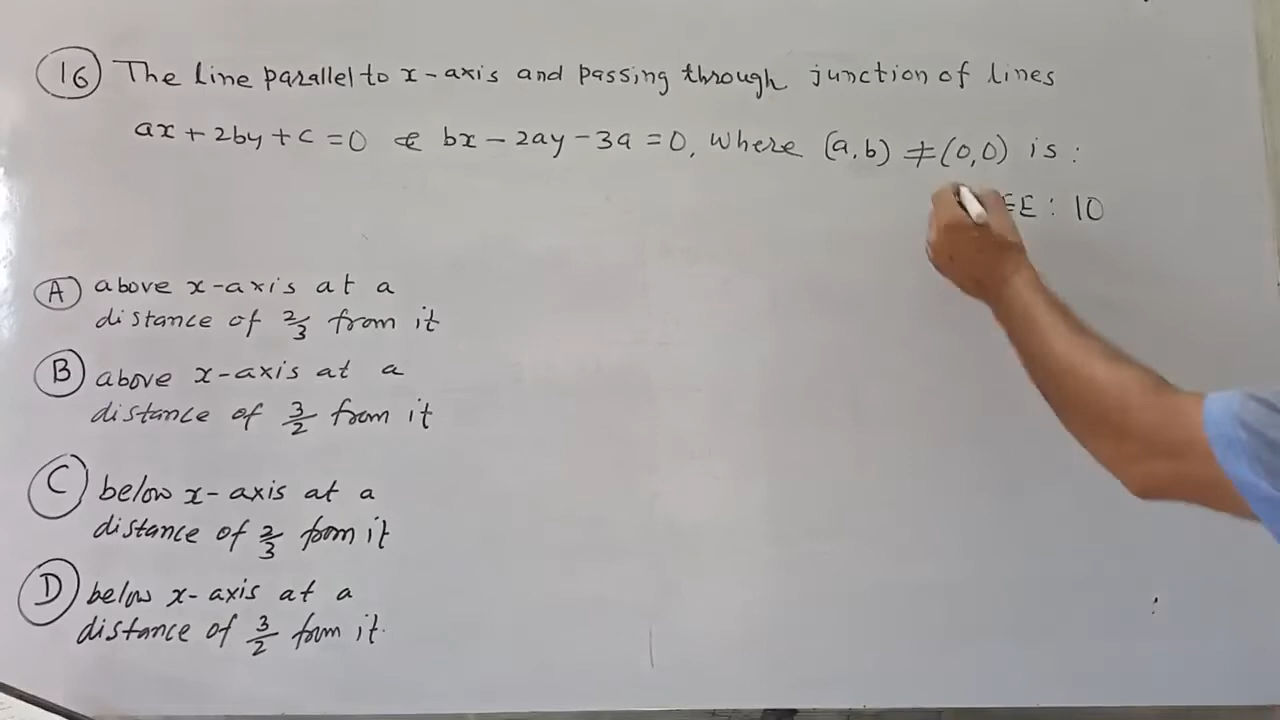 16 The line parallel to x-axis and passing through junction of lines
ax + 2by + c = 0 & bx - 2ay - 3a = 0, where (a,b) ≠ (0,0) is :
EE : 10
A above x-axis at a
distance of 2/3 from it
B above x-axis at a
distance of 3/2 from it
C below x-axis at a
distance of 2/3 from it
D below x-axis at a
distance of 3/2 from it.